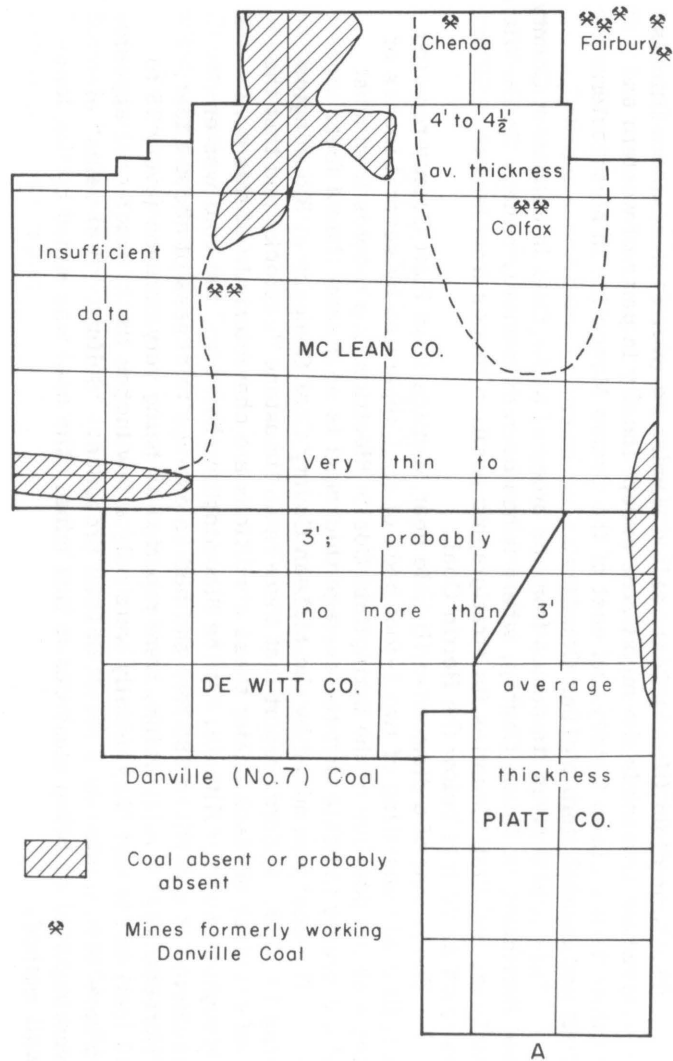 Chenoa
Fairbury
4' to 4½'
av. thickness
Colfax
Insufficient
data
MC LEAN CO.
Very thin to
3'; probably
no more than 3'
DE WITT CO.
average
thickness
PIATT CO.
Danville (No.7) Coal
Coal absent or probably
absent
Mines formerly working
Danville Coal
A